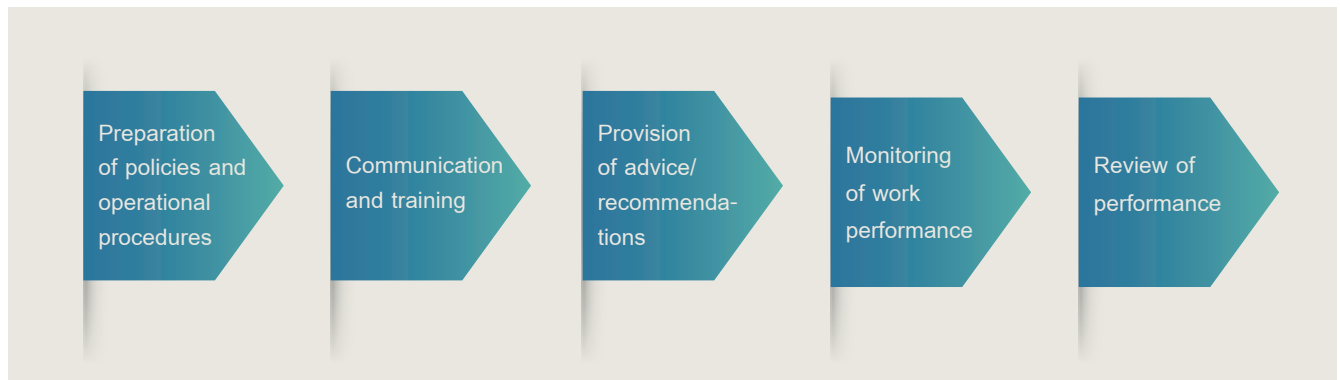 Preparation
of policies and
operational
procedures
Communication
and training
Provision
of advice/
recommenda-
tions
Monitoring
of work
performance
Review of
performance